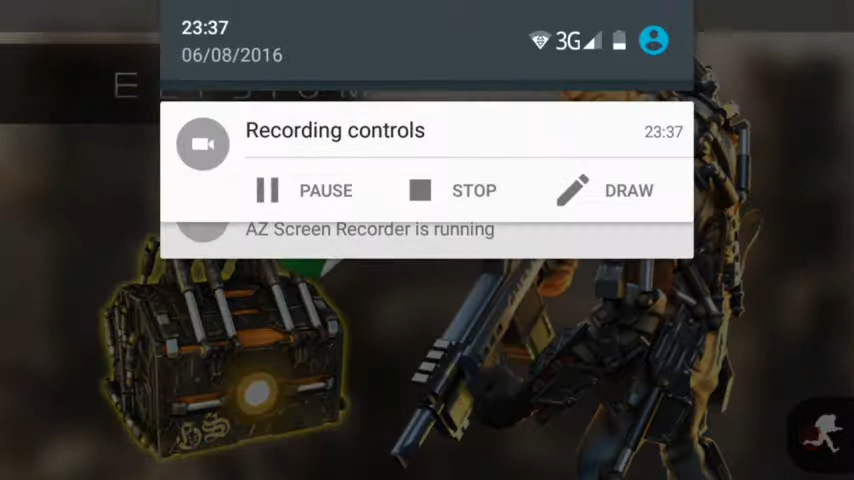 23:37
3G
06/08/2016
Recording controls
23:37
PAUSE
STOP
DRAW
AZ Screen Recorder is running